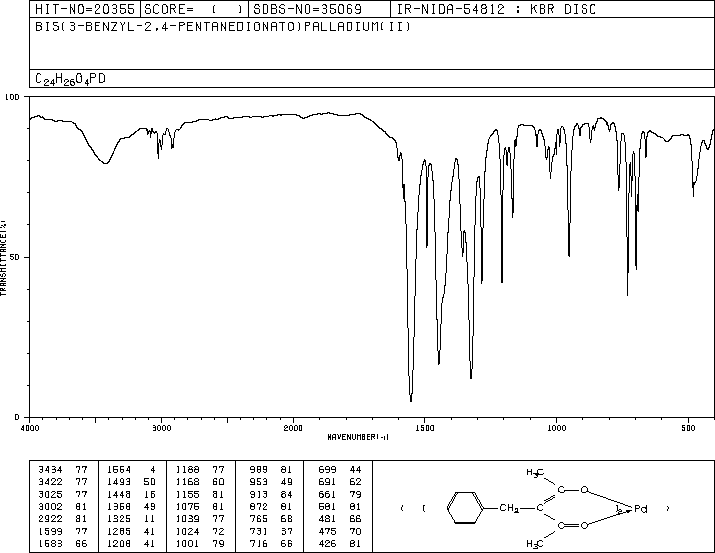 HIT-NO=20355 SCORE= ( ) SDBS-NO=35069 IR-NIDA-54812 : KBR DISC
BIS(3-BENZYL-2,4-PENTANEDIONATO)PALLADIUM(II)
C24H26O4PD
100
50
0
TRANSMITTANCE(%)
4000 3000 2000 1500 1000 500
WAVENUMBER(-1)
3434 77 1554 4 1188 77 989 81 699 44
3422 77 1493 50 1168 60 953 49 691 62
3025 77 1448 16 1155 81 913 84 661 79
3002 81 1358 49 1076 81 872 81 581 81
2922 81 1325 11 1039 77 765 68 481 66
1599 77 1285 41 1024 72 731 37 475 70
1583 66 1208 41 1001 79 716 66 426 81
H3C
C O
( ( CH2 C )2 Pd )
C O
H3C